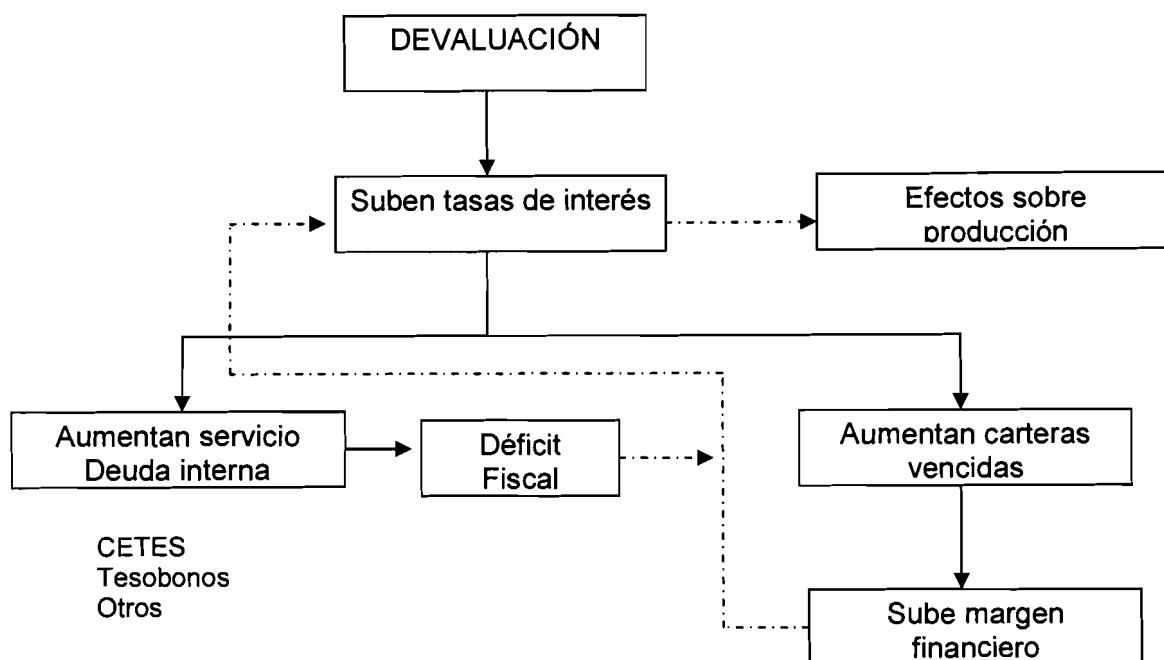 DEVALUACIÓN
Suben tasas de interés
Efectos sobre
producción
Aumentan servicio
Deuda interna
Déficit
Fiscal
Aumentan carteras
vencidas
CETES
Tesobonos
Otros
Sube margen
financiero